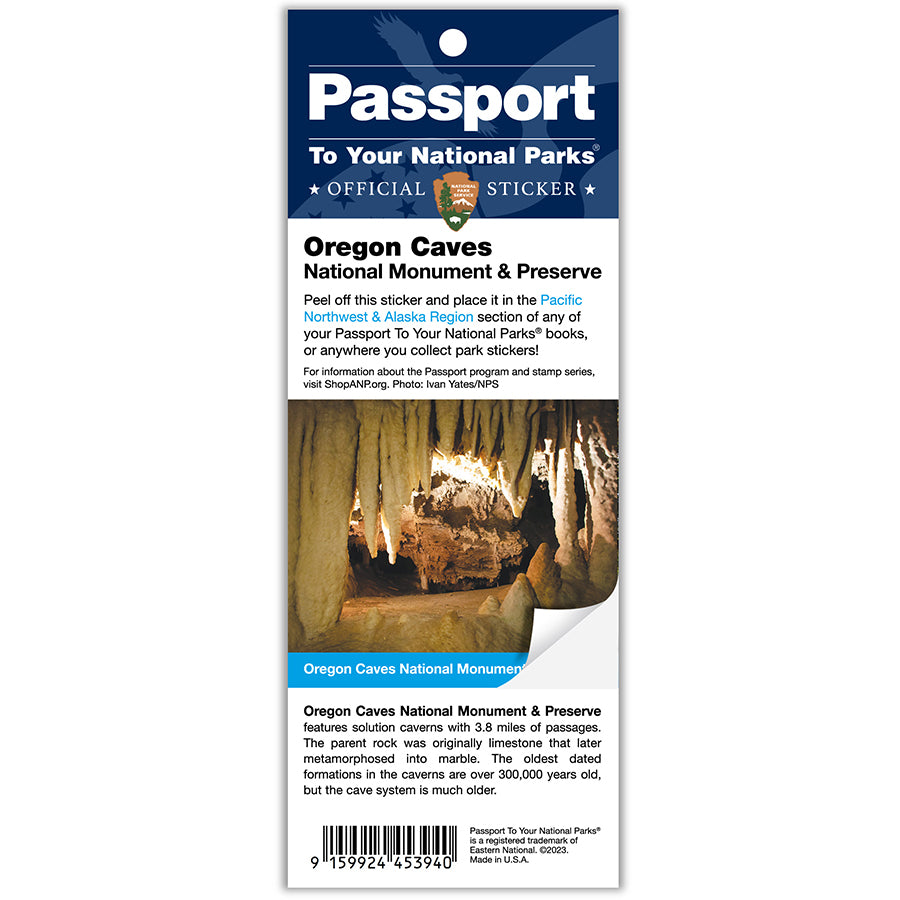 Passport
To Your National Parks®
★ OFFICIAL STICKER ★
NATIONAL
PARK
SERVICE
Oregon Caves
National Monument & Preserve
Peel off this sticker and place it in the Pacific
Northwest & Alaska Region section of any of
your Passport To Your National Parks® books,
or anywhere you collect park stickers!
For information about the Passport program and stamp series,
visit ShopANP.org. Photo: Ivan Yates/NPS
Oregon Caves National Monument
Oregon Caves National Monument & Preserve
features solution caverns with 3.8 miles of passages.
The parent rock was originally limestone that later
metamorphosed into marble. The oldest dated
formations in the caverns are over 300,000 years old,
but the cave system is much older.
9 159924 453940
Passport To Your National Parks®
is a registered trademark of
Eastern National. ©2023.
Made in U.S.A.